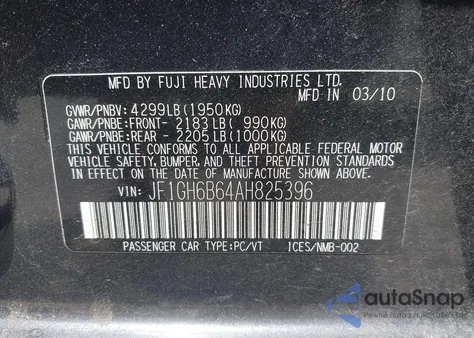 MFD BY FUJI HEAVY INDUSTRIES LTD.
MFD IN 03/10
GVWR/PNBV: 4299LB(1950KG)
GAWR/PNBE:FRONT- 2183LB( 990KG)
GAWR/PNBE:REAR - 2205LB(1000KG)
THIS VEHICLE CONFORMS TO ALL APPLICABLE FEDERAL MOTOR
VEHICLE SAFETY, BUMPER, AND THEFT PREVENTION STANDARDS
IN EFFECT ON THE DATE OF MANUFACTURE SHOWN ABOVE.
VIN: JF1GH6B64AH825396
PASSENGER CAR TYPE:PC/VT ICES/NMB-002
autoSnap